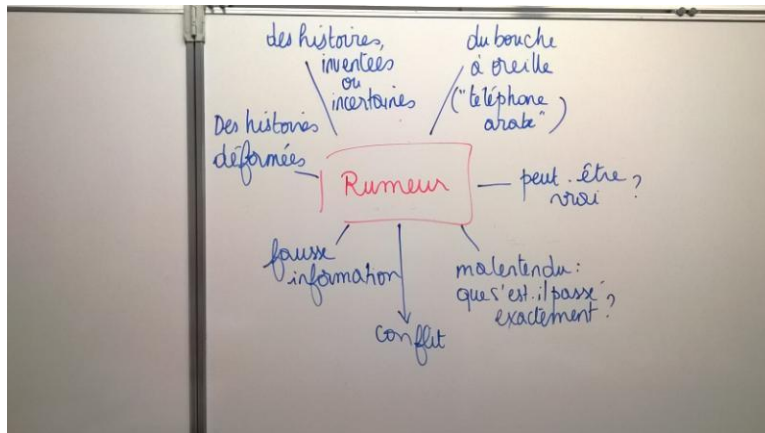 des histoires,
inventées
ou
incertaines
du bouche
à oreille
("téléphone
arabe")
Des histoires
déformées
Rumeur
peut-être
vrai ?
fausse
information
malentendu :
que s'est-il passé
exactement ?
conflit